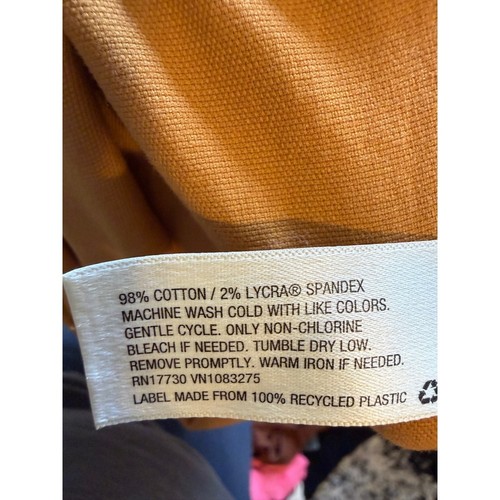 98% COTTON / 2% LYCRA® SPANDEX
MACHINE WASH COLD WITH LIKE COLORS.
GENTLE CYCLE. ONLY NON-CHLORINE
BLEACH IF NEEDED. TUMBLE DRY LOW.
REMOVE PROMPTLY. WARM IRON IF NEEDED.
RN17730 VN1083275
LABEL MADE FROM 100% RECYCLED PLASTIC